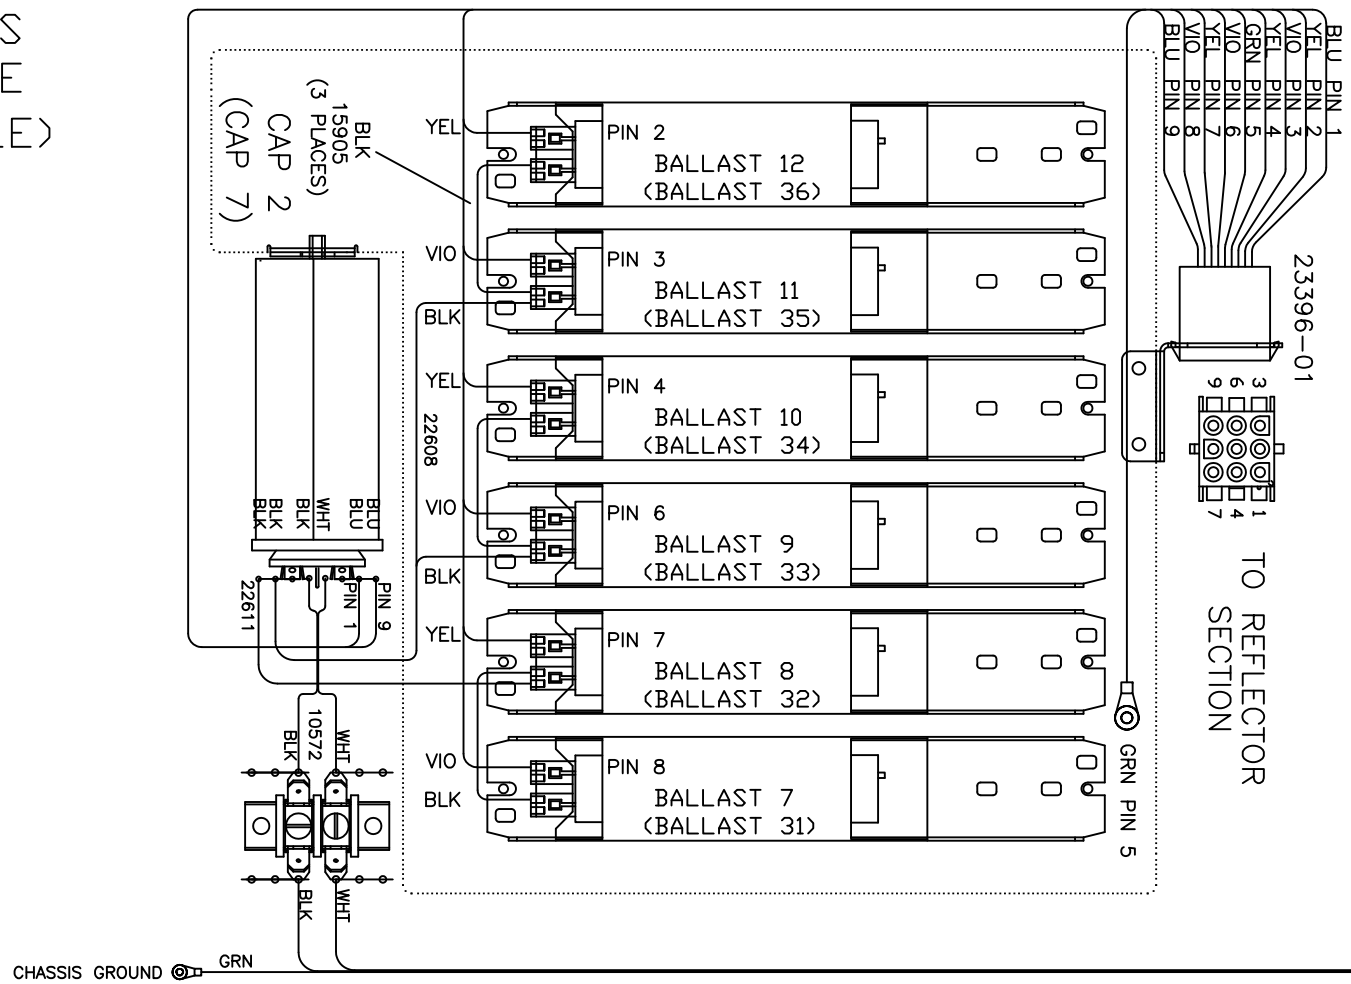 S
E
LE)
BLU PIN 1
YEL PIN 2
VIO PIN 3
YEL PIN 4
GRN PIN 5
VIO PIN 6
YEL PIN 7
VIO PIN 8
BLU PIN 9
BLK
15905
(3 PLACES)
CAP 2
(CAP 7)
YEL
PIN 2
BALLAST 12
(BALLAST 36)
VIO
PIN 3
BALLAST 11
(BALLAST 35)
BLK
YEL
PIN 4
BALLAST 10
(BALLAST 34)
22608
VIO
PIN 6
BALLAST 9
(BALLAST 33)
BLK
YEL
PIN 7
BALLAST 8
(BALLAST 32)
VIO
PIN 8
BALLAST 7
(BALLAST 31)
BLK
23396-01
3
6
9
1
4
7
TO REFLECTOR
SECTION
GRN PIN 5
BLK
BLK
BLK
WHT
BLU
BLU
22611
PIN 1
PIN 9
10572
BLK
WHT
BLK
WHT
CHASSIS GROUND
GRN